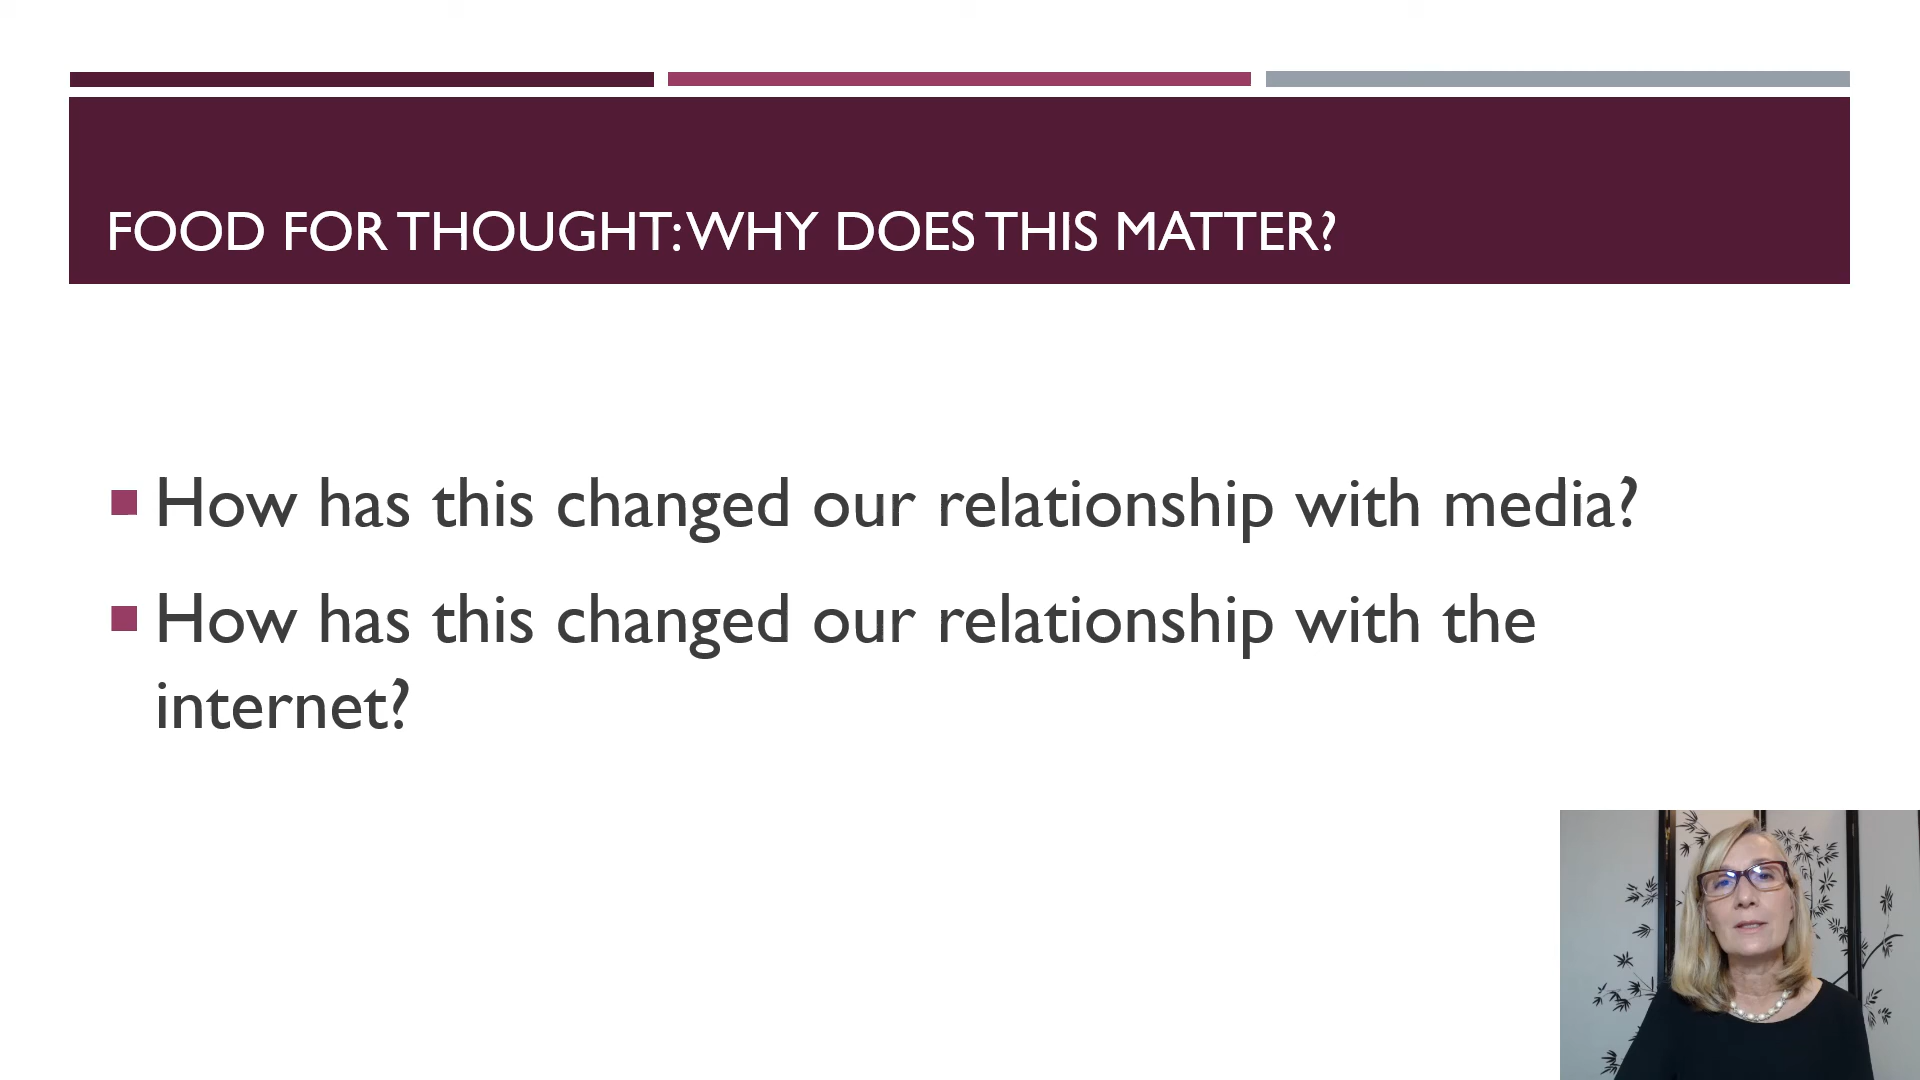 FOOD FOR THOUGHT: WHY DOES THIS MATTER?
How has this changed our relationship with media?
How has this changed our relationship with the
internet?